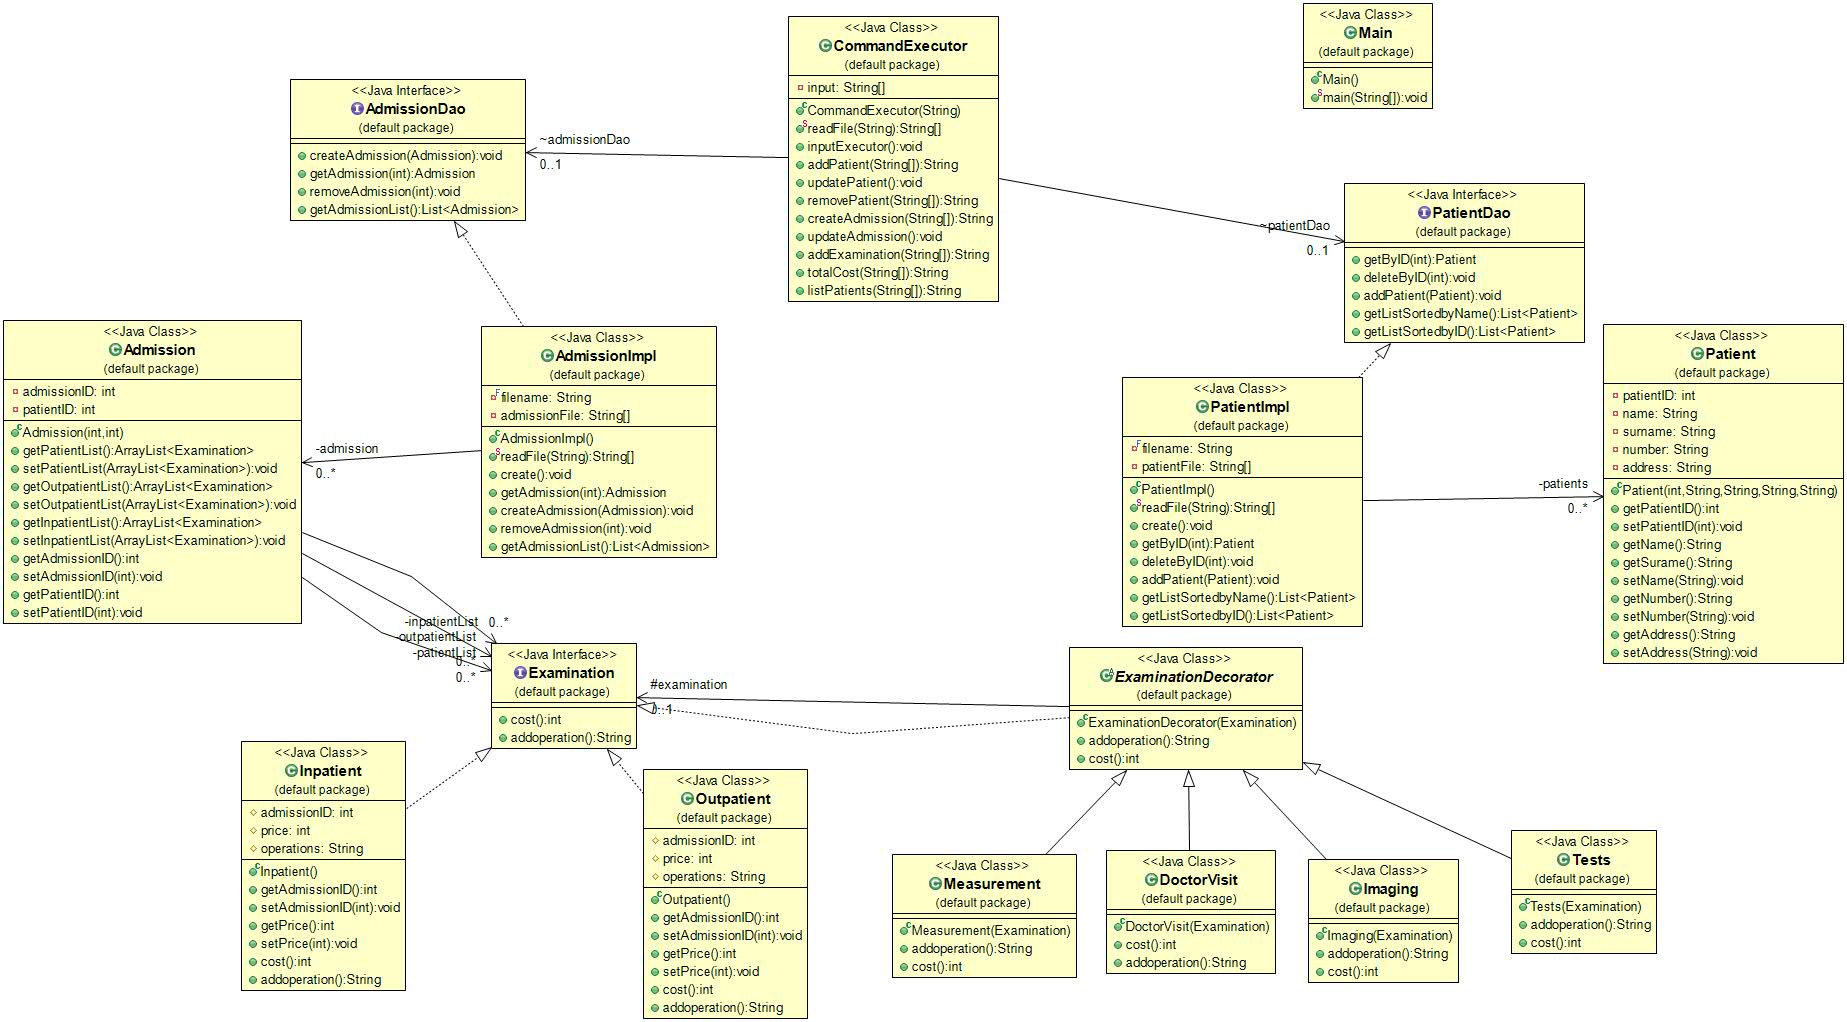 <<Java Class>>
Main
(default package)
Main()
main(String[]):void
<<Java Class>>
CommandExecutor
(default package)
input: String[]
CommandExecutor(String)
readFile(String):String[]
inputExecutor():void
addPatient(String[]):String
updatePatient():void
removePatient(String[]):String
createAdmission(String[]):String
updateAdmission():void
addExamination(String[]):String
totalCost(String[]):String
listPatients(String[]):String
<<Java Interface>>
AdmissionDao
(default package)
createAdmission(Admission):void
getAdmission(int):Admission
removeAdmission(int):void
getAdmissionList():List<Admission>
~admissionDao
0..1
~patientDao
0..1
<<Java Interface>>
PatientDao
(default package)
getByID(int):Patient
deleteByID(int):void
addPatient(Patient):void
getListSortedbyName():List<Patient>
getListSortedbyID():List<Patient>
<<Java Class>>
Admission
(default package)
admissionID: int
patientID: int
Admission(int,int)
getPatientList():ArrayList<Examination>
setPatientList(ArrayList<Examination>):void
getOutpatientList():ArrayList<Examination>
setOutpatientList(ArrayList<Examination>):void
getInpatientList():ArrayList<Examination>
setInpatientList(ArrayList<Examination>):void
getAdmissionID():int
setAdmissionID(int):void
getPatientID():int
setPatientID(int):void
-admission
0..*
<<Java Class>>
AdmissionImpl
(default package)
filename: String
admissionFile: String[]
AdmissionImpl()
readFile(String):String[]
create():void
getAdmission(int):Admission
createAdmission(Admission):void
removeAdmission(int):void
getAdmissionList():List<Admission>
<<Java Class>>
PatientImpl
(default package)
filename: String
patientFile: String[]
PatientImpl()
readFile(String):String[]
create():void
getByID(int):Patient
deleteByID(int):void
addPatient(Patient):void
getListSortedbyName():List<Patient>
getListSortedbyID():List<Patient>
-patients
0..*
<<Java Class>>
Patient
(default package)
patientID: int
name: String
surname: String
number: String
address: String
Patient(int,String,String,String,String)
getPatientID():int
setPatientID(int):void
getName():String
getSurame():String
setName(String):void
getNumber():String
setNumber(String):void
getAddress():String
setAddress(String):void
-inpatientList 0..*
-outpatientList
-patientList
0..*
0..*
<<Java Interface>>
Examination
(default package)
cost():int
addoperation():String
#examination
0..1
<<Java Class>>
ExaminationDecorator
(default package)
ExaminationDecorator(Examination)
addoperation():String
cost():int
<<Java Class>>
Inpatient
(default package)
admissionID: int
price: int
operations: String
Inpatient()
getAdmissionID():int
setAdmissionID(int):void
getPrice():int
setPrice(int):void
cost():int
addoperation():String
<<Java Class>>
Outpatient
(default package)
admissionID: int
price: int
operations: String
Outpatient()
getAdmissionID():int
setAdmissionID(int):void
getPrice():int
setPrice(int):void
cost():int
addoperation():String
<<Java Class>>
Measurement
(default package)
Measurement(Examination)
addoperation():String
cost():int
<<Java Class>>
DoctorVisit
(default package)
DoctorVisit(Examination)
cost():int
addoperation():String
<<Java Class>>
Imaging
(default package)
Imaging(Examination)
addoperation():String
cost():int
<<Java Class>>
Tests
(default package)
Tests(Examination)
addoperation():String
cost():int